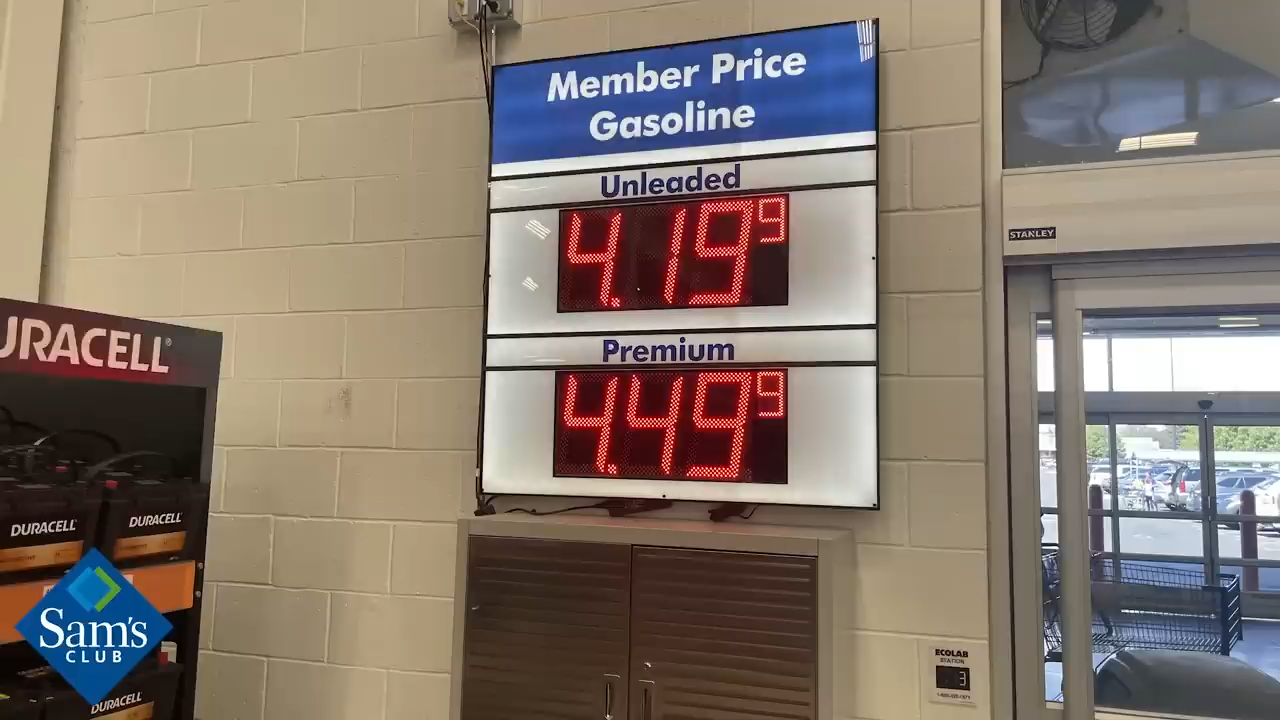 Member Price
Gasoline
Unleaded
4.19 9
Premium
4.49 9
STANLEY
DURACELL
DURACELL
DURACELL
DURACELL
Sam's
CLUB
ECOLAB
STATION
3